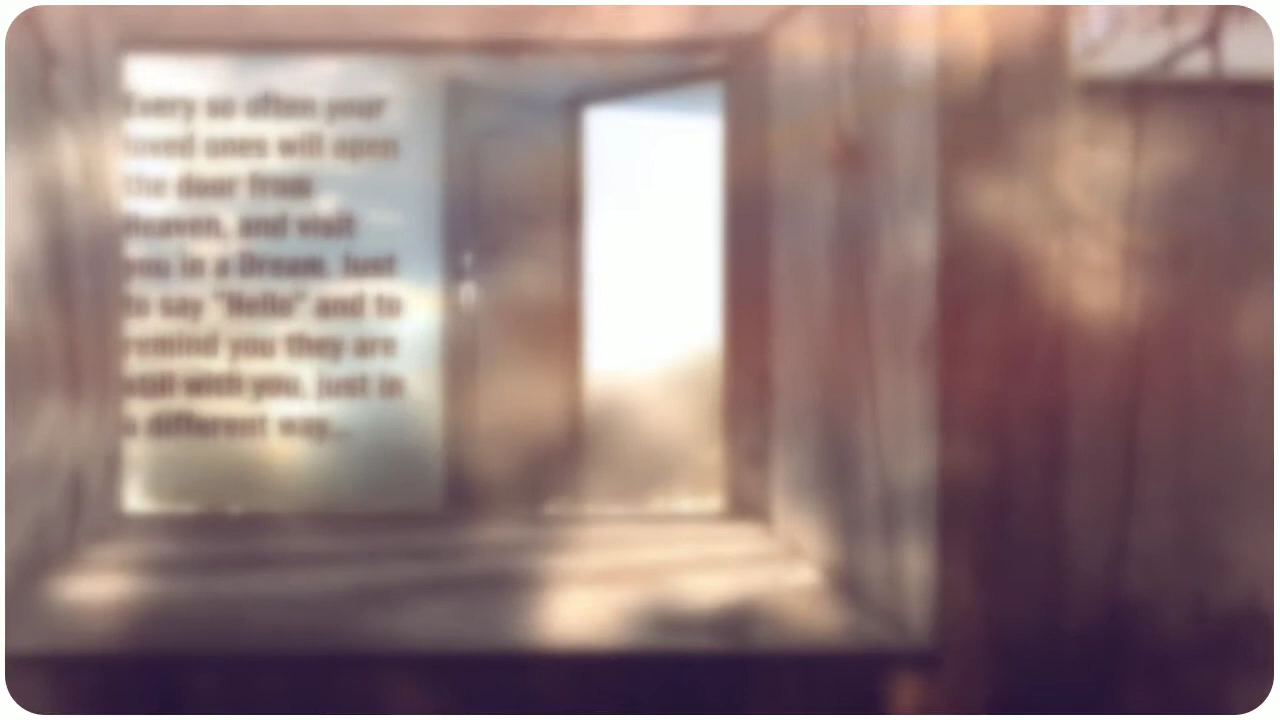 Every so often your
loved ones will open
the door from
Heaven, and visit
you in a Dream. Just
to say "Hello" and to
remind you they are
still with you, just in
a different way...